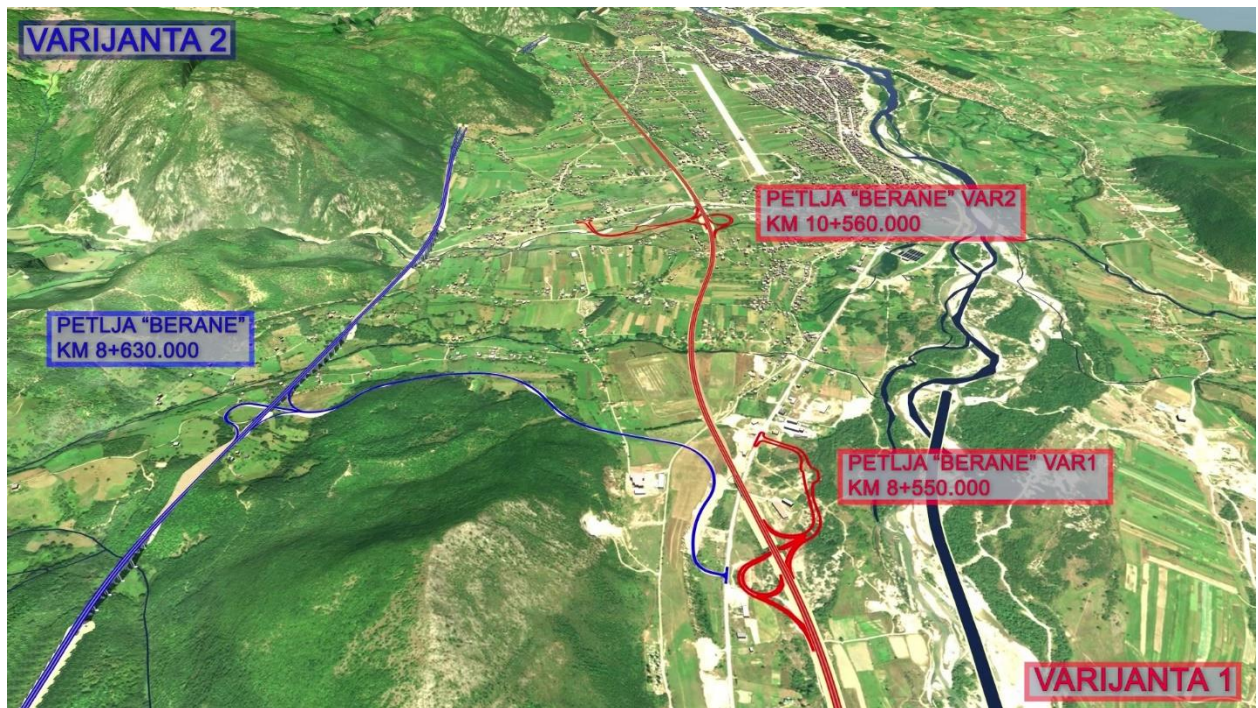 VARIJANTA 2
PETLJA "BERANE" VAR2
KM 10+560.000
PETLJA "BERANE"
KM 8+630.000
PETLJA "BERANE" VAR1
KM 8+550.000
VARIJANTA 1